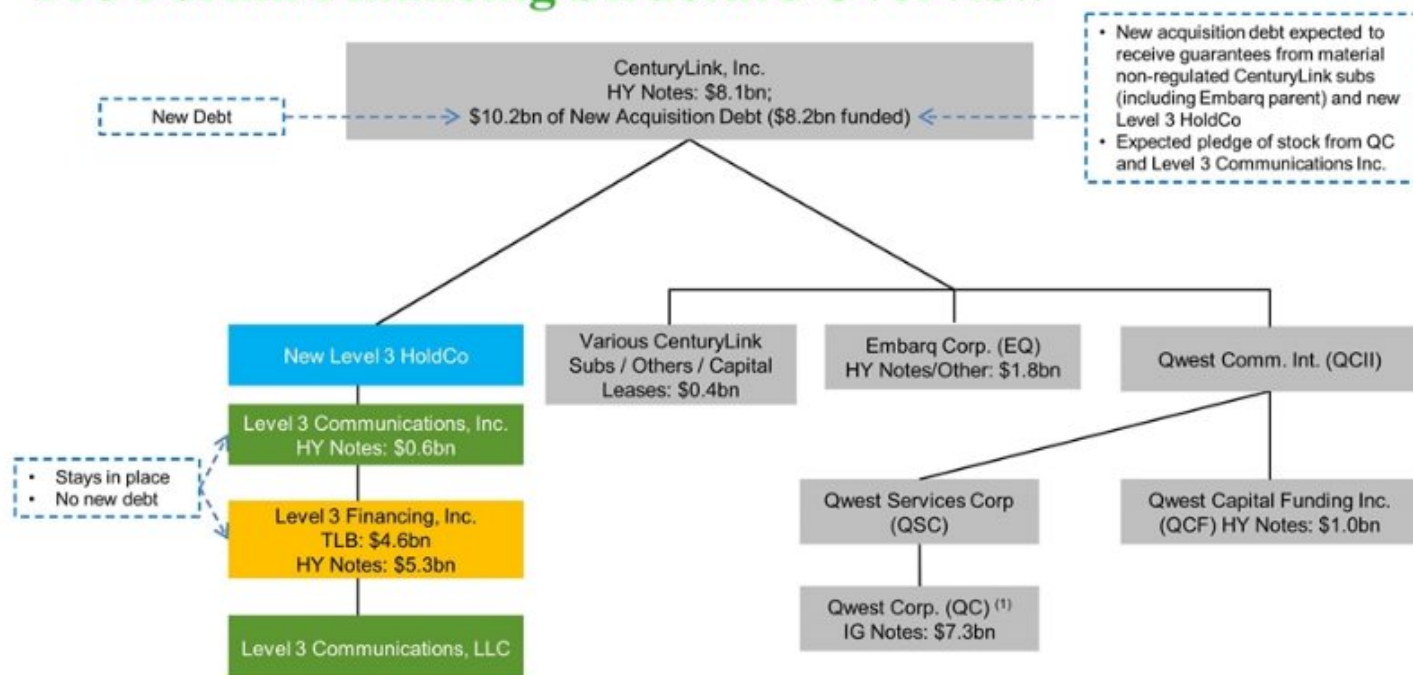 CenturyLink, Inc.
HY Notes: $8.1bn;
$10.2bn of New Acquisition Debt ($8.2bn funded)
New Debt
• New acquisition debt expected to
receive guarantees from material
non-regulated CenturyLink subs
(including Embarq parent) and new
Level 3 HoldCo
• Expected pledge of stock from QC
and Level 3 Communications Inc.
New Level 3 HoldCo
Various CenturyLink
Subs / Others / Capital
Leases: $0.4bn
Embarq Corp. (EQ)
HY Notes/Other: $1.8bn
Qwest Comm. Int. (QCII)
Level 3 Communications, Inc.
HY Notes: $0.6bn
• Stays in place
• No new debt
Level 3 Financing, Inc.
TLB: $4.6bn
HY Notes: $5.3bn
Qwest Services Corp
(QSC)
Qwest Capital Funding Inc.
(QCF) HY Notes: $1.0bn
Qwest Corp. (QC) (1)
IG Notes: $7.3bn
Level 3 Communications, LLC